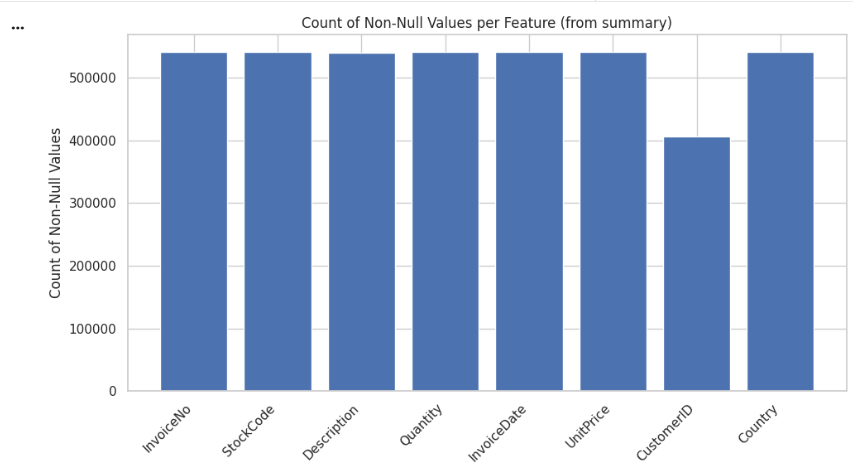 ...
Count of Non-Null Values per Feature (from summary)
Count of Non-Null Values
500000
400000
300000
200000
100000
0
InvoiceNo
StockCode
Description
Quantity
InvoiceDate
UnitPrice
CustomerID
Country